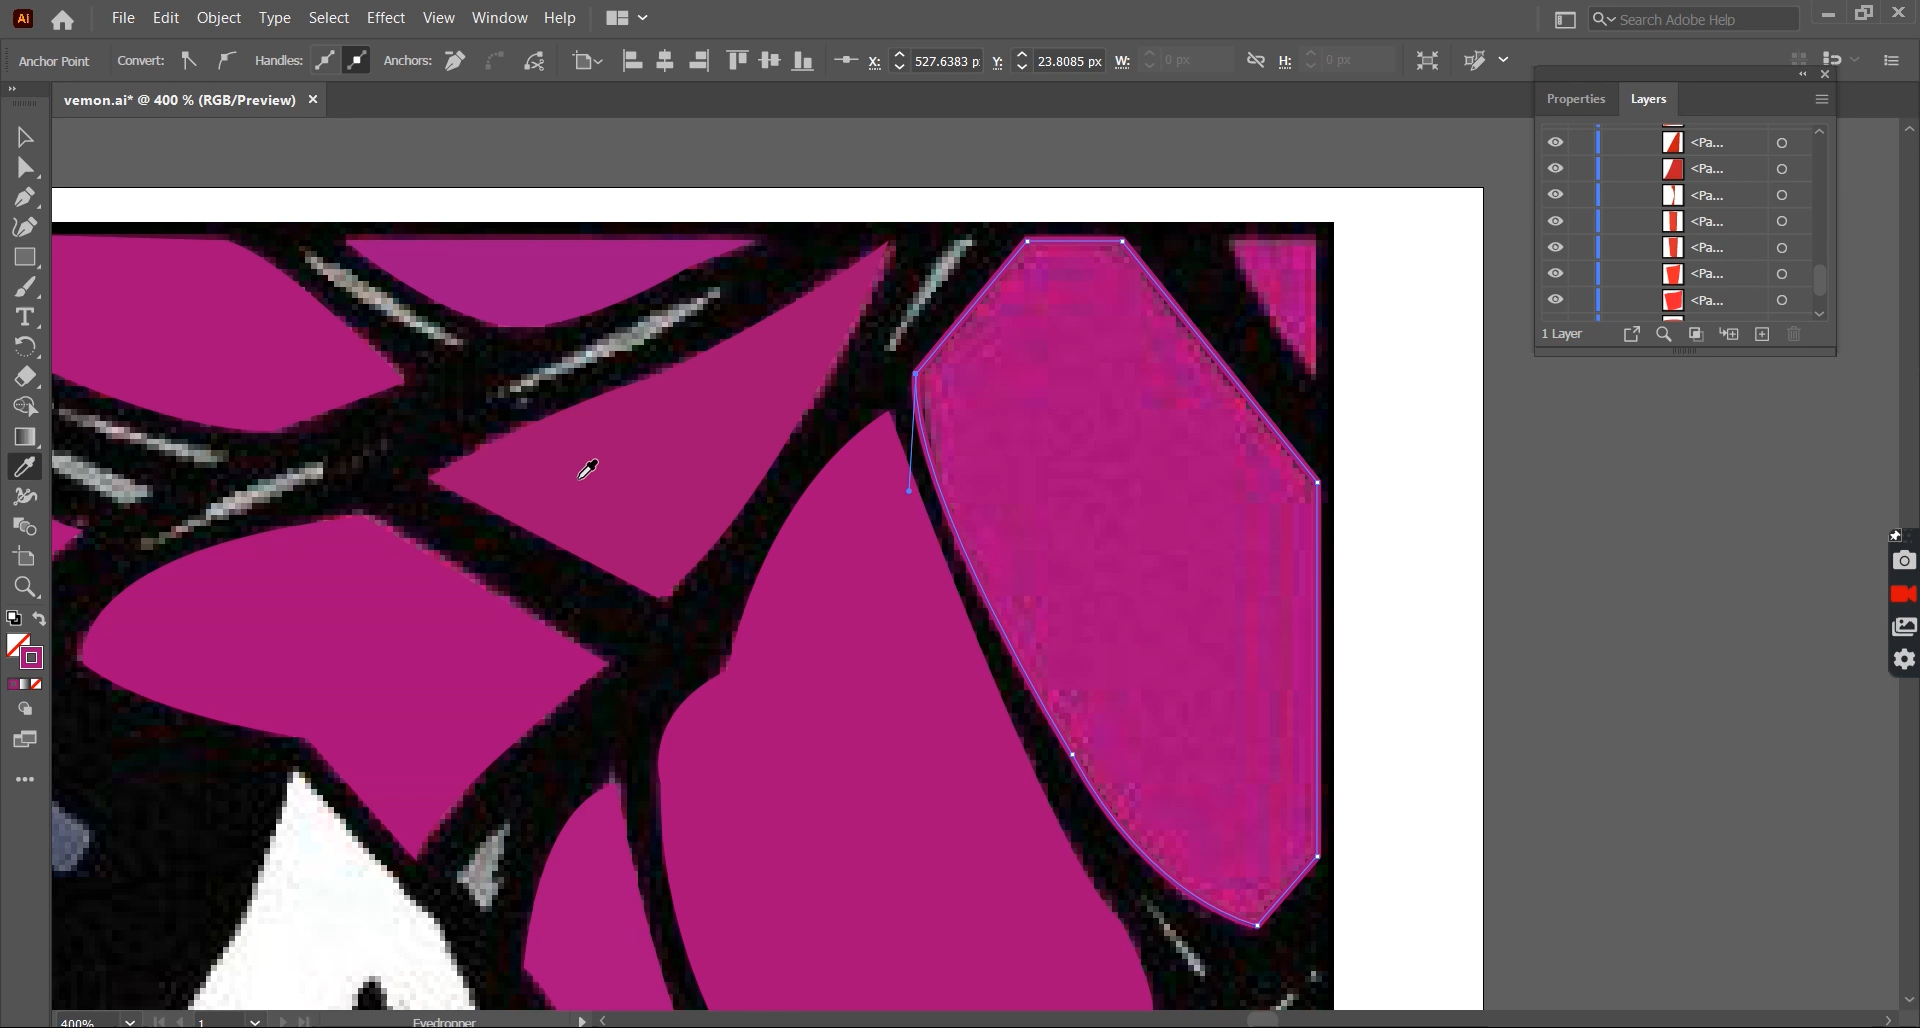 Ai File Edit Object Type Select Effect View Window Help Search Adobe Help
Anchor Point Convert: Handles: Anchors: X: 527.6383 p Y: 23.8085 px W: 0 px H: 0 px
vemon.ai* @ 400 % (RGB/Preview) ×
Properties Layers
<Pa...
<Pa...
<Pa...
<Pa...
<Pa...
<Pa...
<Pa...
1 Layer
400% 1 Eyedropper